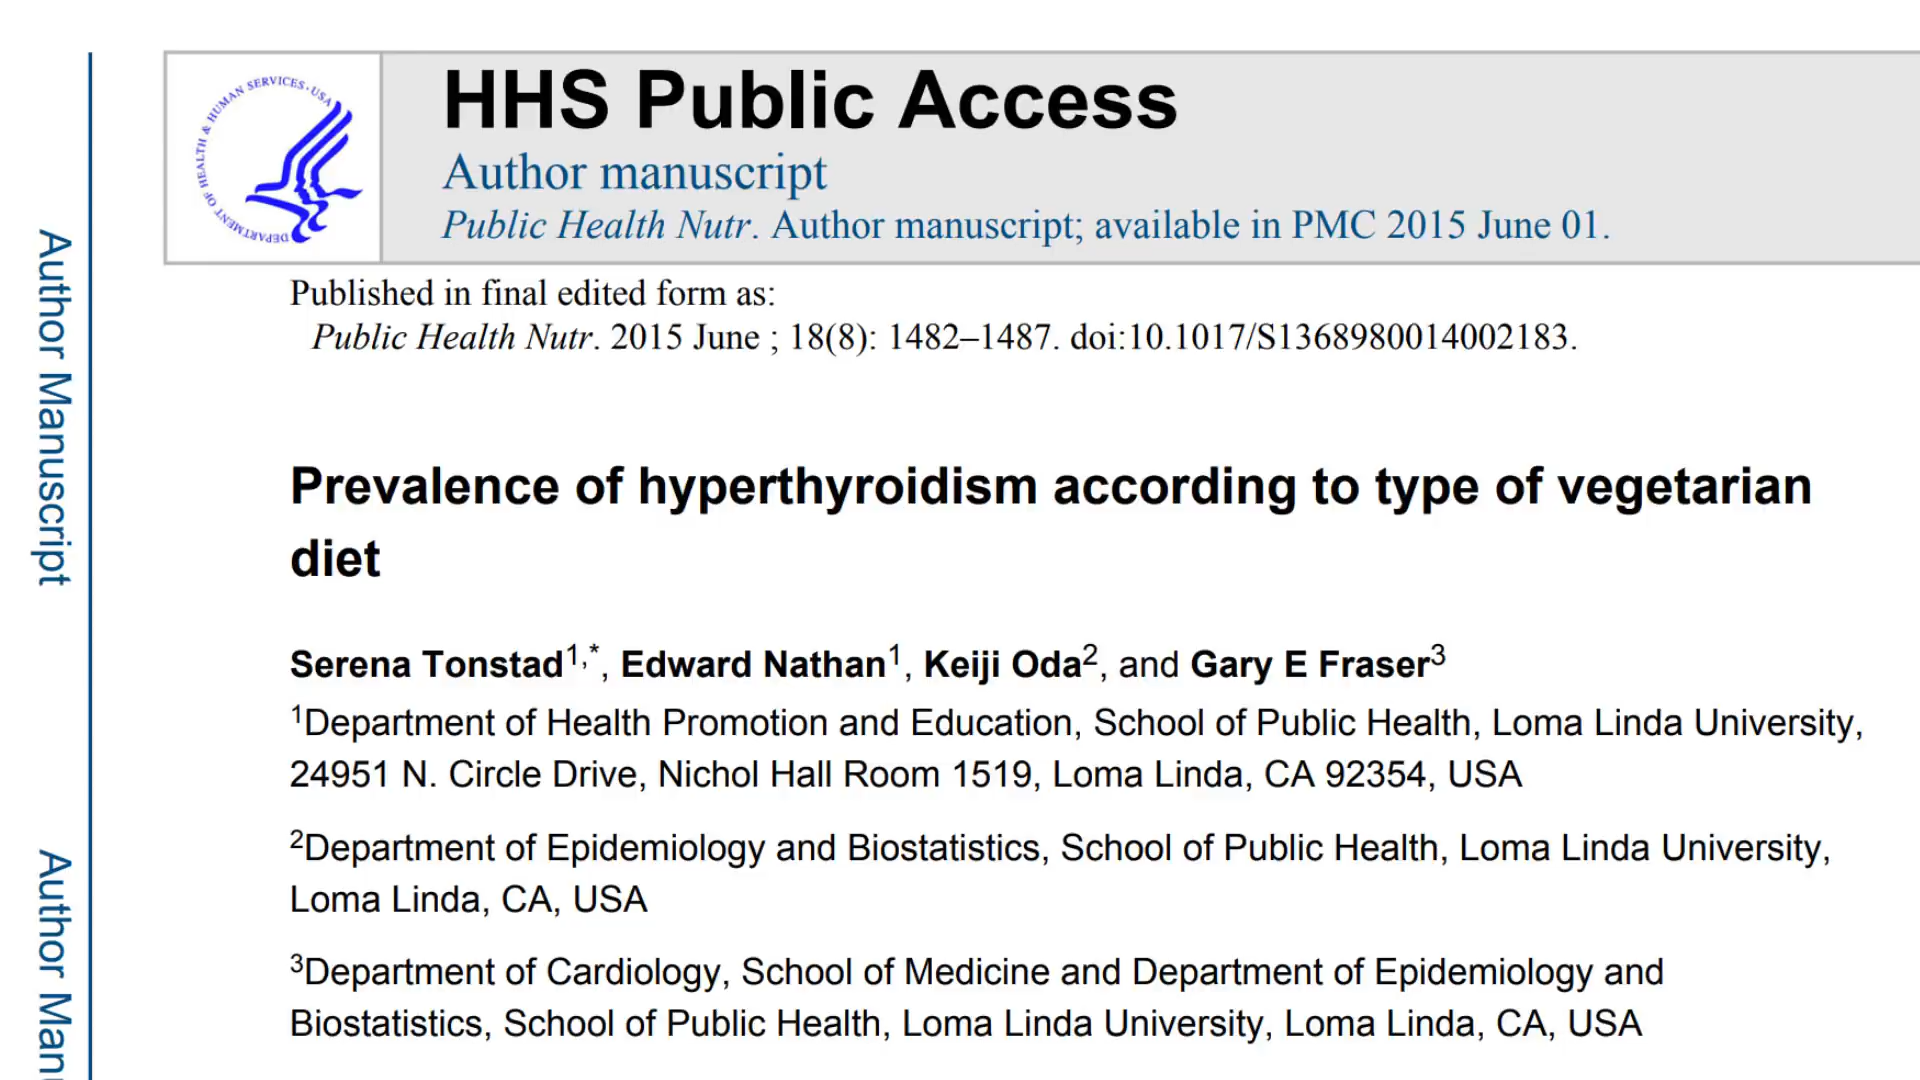 HHS Public Access
Author manuscript
Public Health Nutr. Author manuscript; available in PMC 2015 June 01.
DEPARTMENT OF HEALTH & HUMAN SERVICES · USA
Published in final edited form as:
Public Health Nutr. 2015 June ; 18(8): 1482–1487. doi:10.1017/S1368980014002183.
Prevalence of hyperthyroidism according to type of vegetarian
diet
Serena Tonstad1,*, Edward Nathan1, Keiji Oda2, and Gary E Fraser3
1Department of Health Promotion and Education, School of Public Health, Loma Linda University,
24951 N. Circle Drive, Nichol Hall Room 1519, Loma Linda, CA 92354, USA
2Department of Epidemiology and Biostatistics, School of Public Health, Loma Linda University,
Loma Linda, CA, USA
3Department of Cardiology, School of Medicine and Department of Epidemiology and
Biostatistics, School of Public Health, Loma Linda University, Loma Linda, CA, USA
Author Manuscript
Author Manu